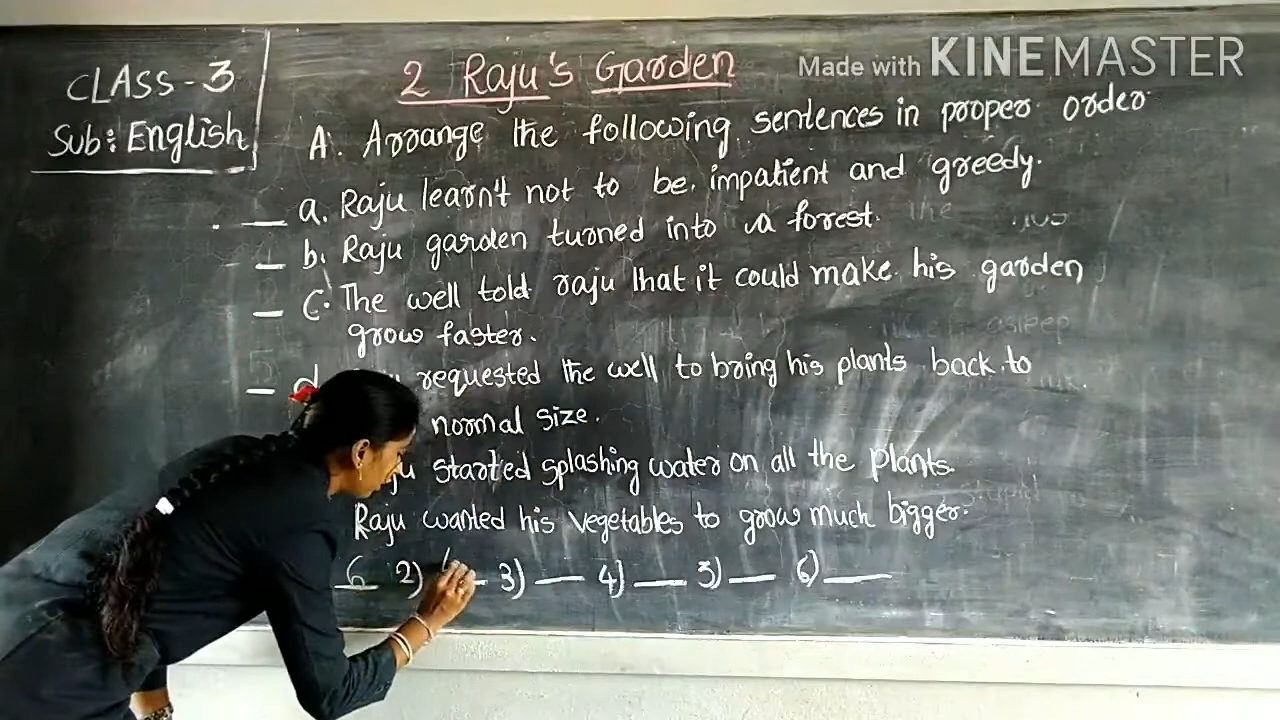 Made with KINEMASTER
CLASS - 3
Sub: English
2 Raju's Garden
A. Arrange the following sentences in proper order
a. Raju learnt not to be impatient and greedy.
b. Raju garden turned into a forest.
c. The well told raju that it could make his garden
grow faster.
d requested the well to bring his plants back to
normal size.
started splashing water on all the plants.
Raju wanted his vegetables to grow much bigger.
6 2) 3) 4) 5) 6)